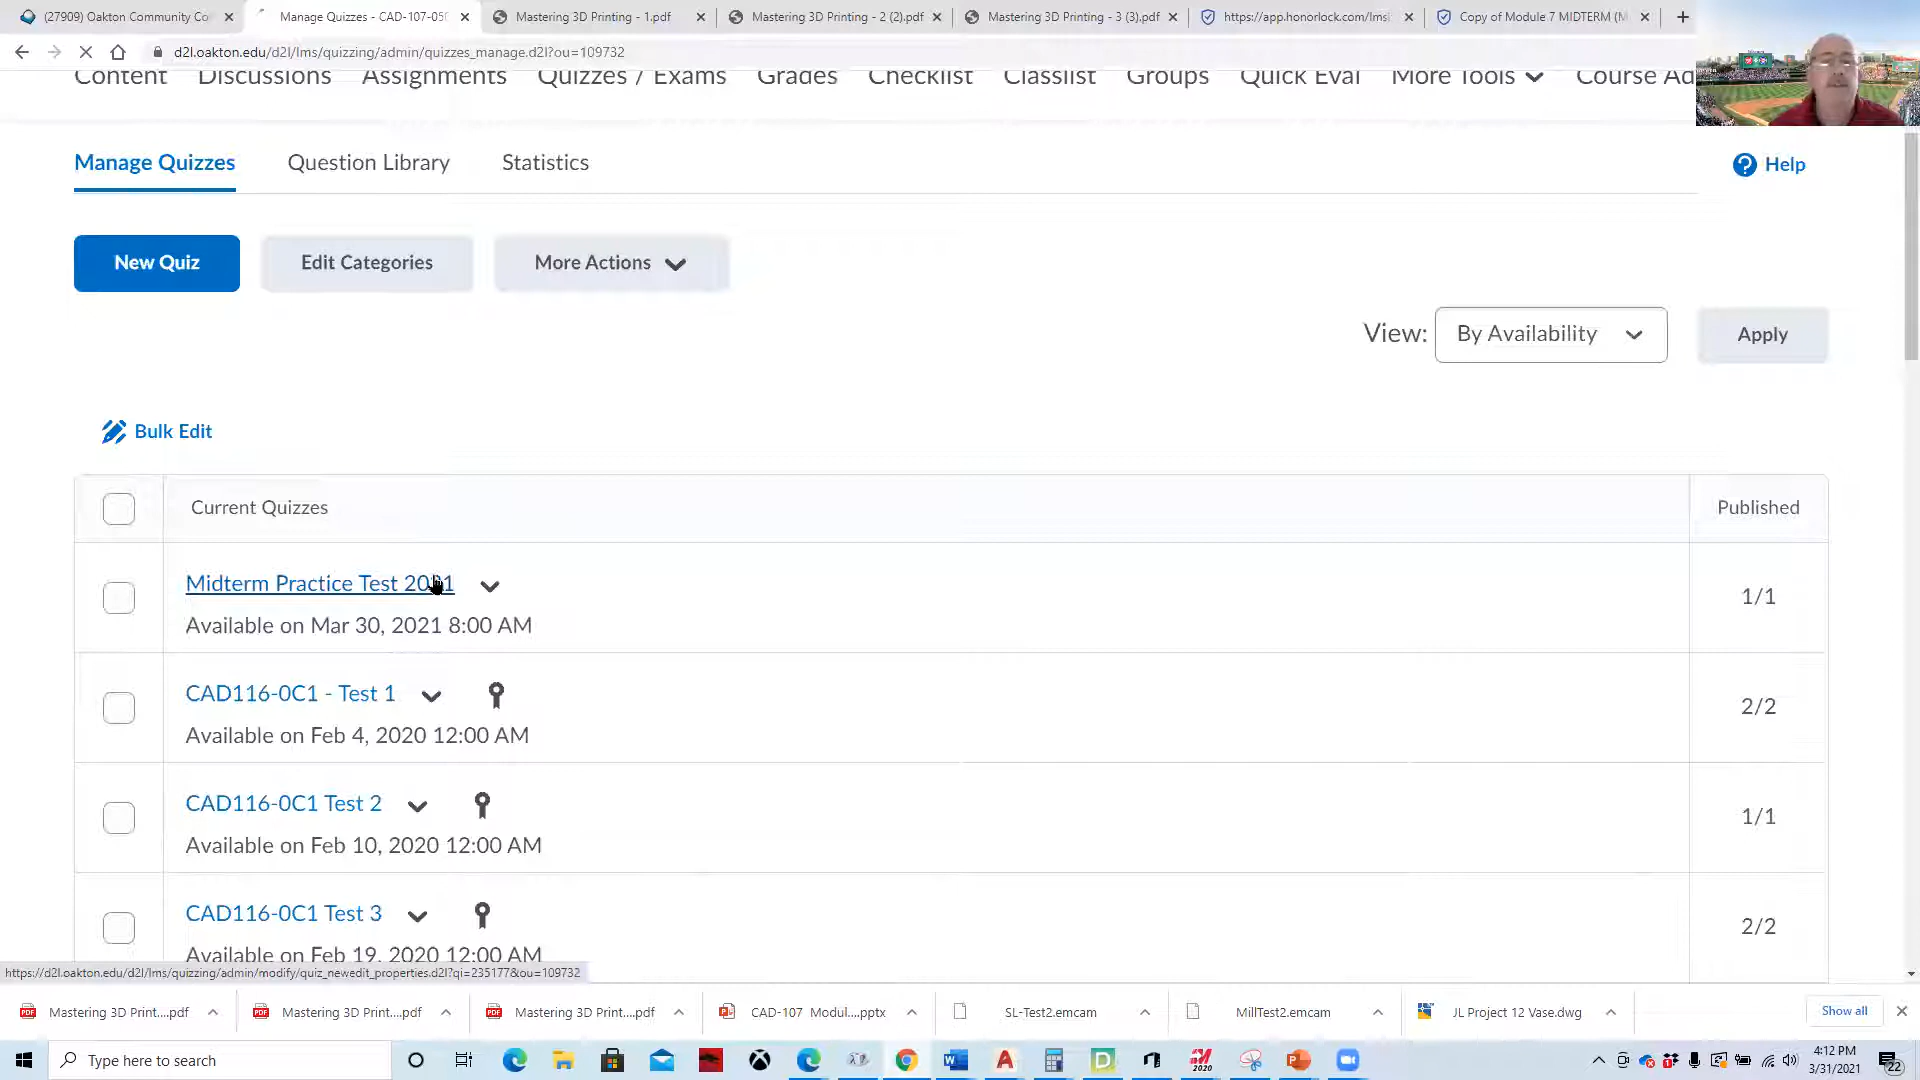 (27909) Oakton Community Co
Manage Quizzes - CAD-107-05
Mastering 3D Printing - 1.pdf
Mastering 3D Printing - 2 (2).pdf
Mastering 3D Printing - 3 (3).pdf
https://app.honorlock.com/lms
Copy of Module 7 MIDTERM (M
d2l.oakton.edu/d2l/lms/quizzing/admin/quizzes_manage.d2l?ou=109732
Content Discussions Assignments Quizzes / Exams Grades Checklist Classlist Groups Quick Eval More Tools Course Ad
Manage Quizzes Question Library Statistics
Help
New Quiz Edit Categories More Actions
View: By Availability Apply
Bulk Edit
Current Quizzes Published
Midterm Practice Test 2021
1/1
Available on Mar 30, 2021 8:00 AM
CAD116-0C1 - Test 1
2/2
Available on Feb 4, 2020 12:00 AM
CAD116-0C1 Test 2
1/1
Available on Feb 10, 2020 12:00 AM
CAD116-0C1 Test 3
2/2
Available on Feb 19, 2020 12:00 AM
https://d2l.oakton.edu/d2l/lms/quizzing/admin/modify/quiz_newedit_properties.d2l?qi=235177&ou=109732
Mastering 3D Print....pdf
Mastering 3D Print....pdf
Mastering 3D Print....pdf
CAD-107 Modul....pptx
SL-Test2.emcam
MillTest2.emcam
JL Project 12 Vase.dwg
Show all
Type here to search
2020
4:12 PM
3/31/2021
22